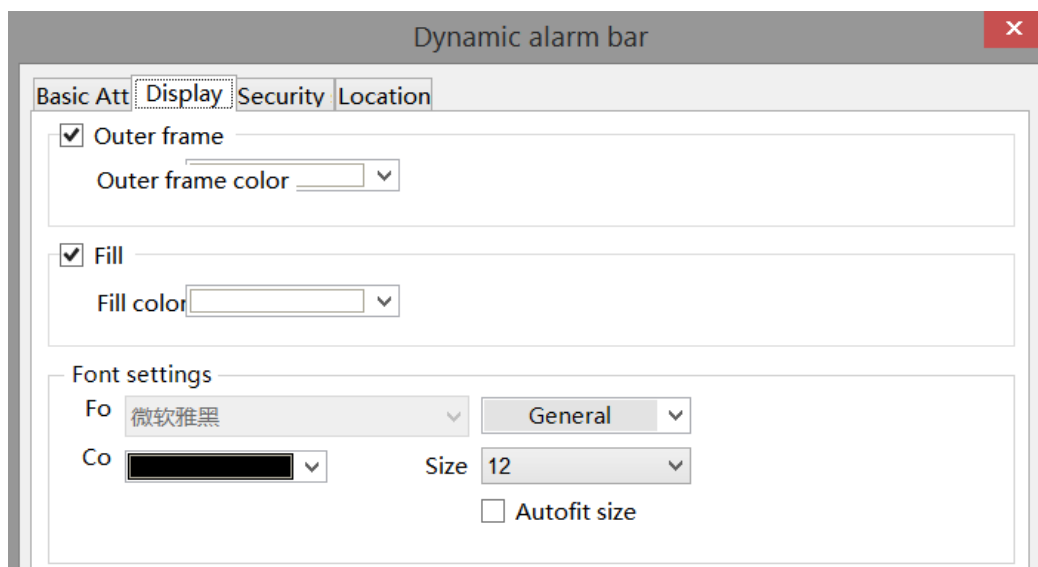 Dynamic alarm bar
Basic Att Display Security Location
Outer frame
Outer frame color
Fill
Fill color
Font settings
Fo 微软雅黑 General
Co Size 12
Autofit size